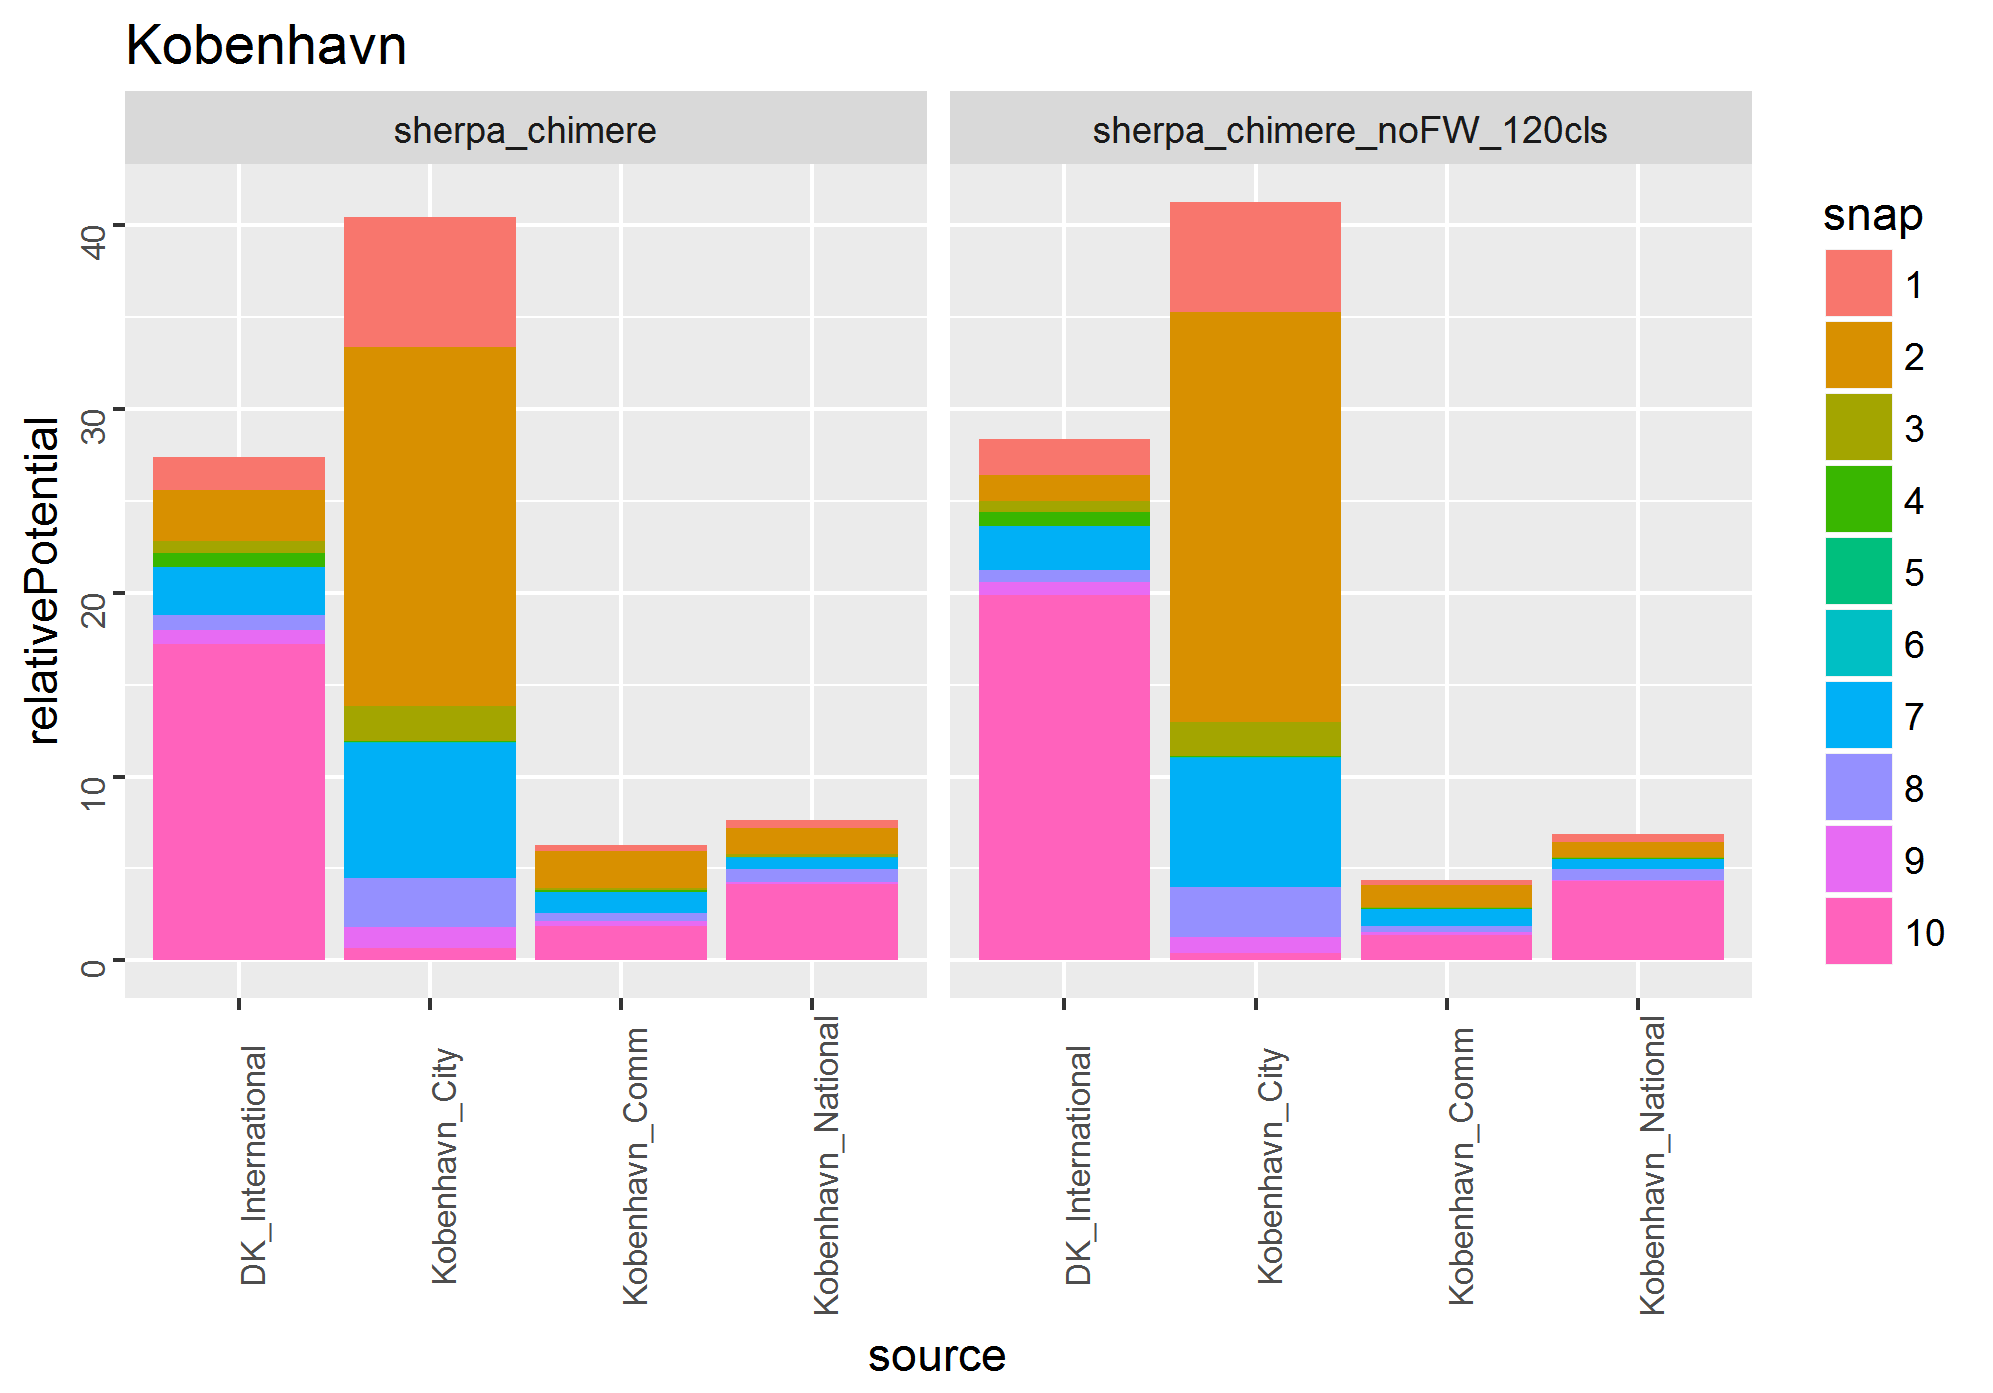 Kobenhavn
sherpa_chimere
sherpa_chimere_noFW_120cls
relativePotential
40
30
20
10
0
DK_International
Kobenhavn_City
Kobenhavn_Comm
Kobenhavn_National
DK_International
Kobenhavn_City
Kobenhavn_Comm
Kobenhavn_National
source
snap
1
2
3
4
5
6
7
8
9
10